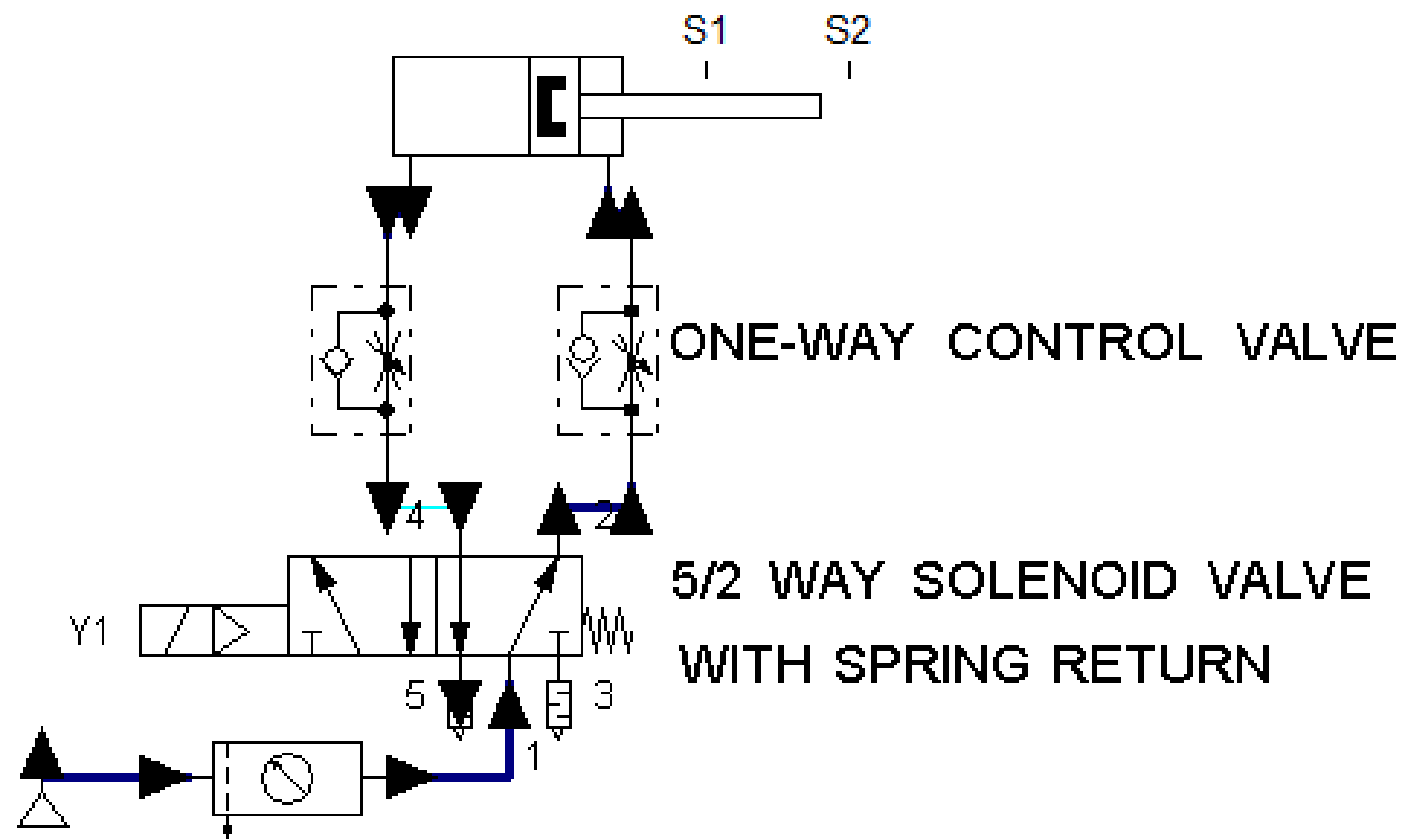 S1 S2
ONE-WAY CONTROL VALVE
4 2
5/2 WAY SOLENOID VALVE
Y1
WITH SPRING RETURN
5 3
1